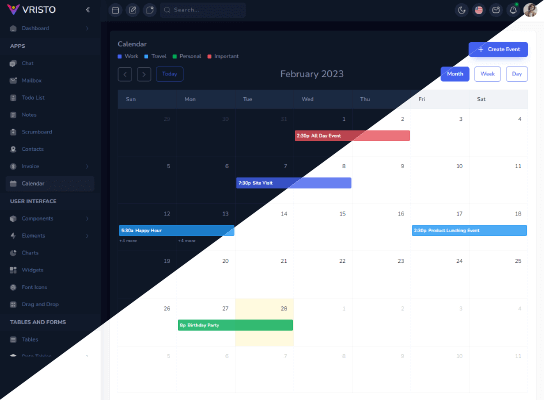 VRISTO
Search...
Dashboard
APPS
Chat
Mailbox
Todo List
Notes
Scrumboard
Contacts
Invoice
Calendar
USER INTERFACE
Components
Elements
Charts
Widgets
Font Icons
Drag and Drop
TABLES AND FORMS
Tables
Calendar
Work Travel Personal Important
+ Create Event
Today
February 2023
Month Week Day
Sun Mon Tue Wed Thu Fri Sat
29 30 31 1 2 3 4
2:30p All Day Event
5 6 7 8 9 10 11
7:30p Site Visit
12 13 14 15 16 17 18
9:30a Happy Hour
3:30p Product Lunching Event
+4 more +4 more
19 20 21 22 23 24 25
26 27 28 1 2 3 4
8p Birthday Party
5 6 7 8 9 10 11